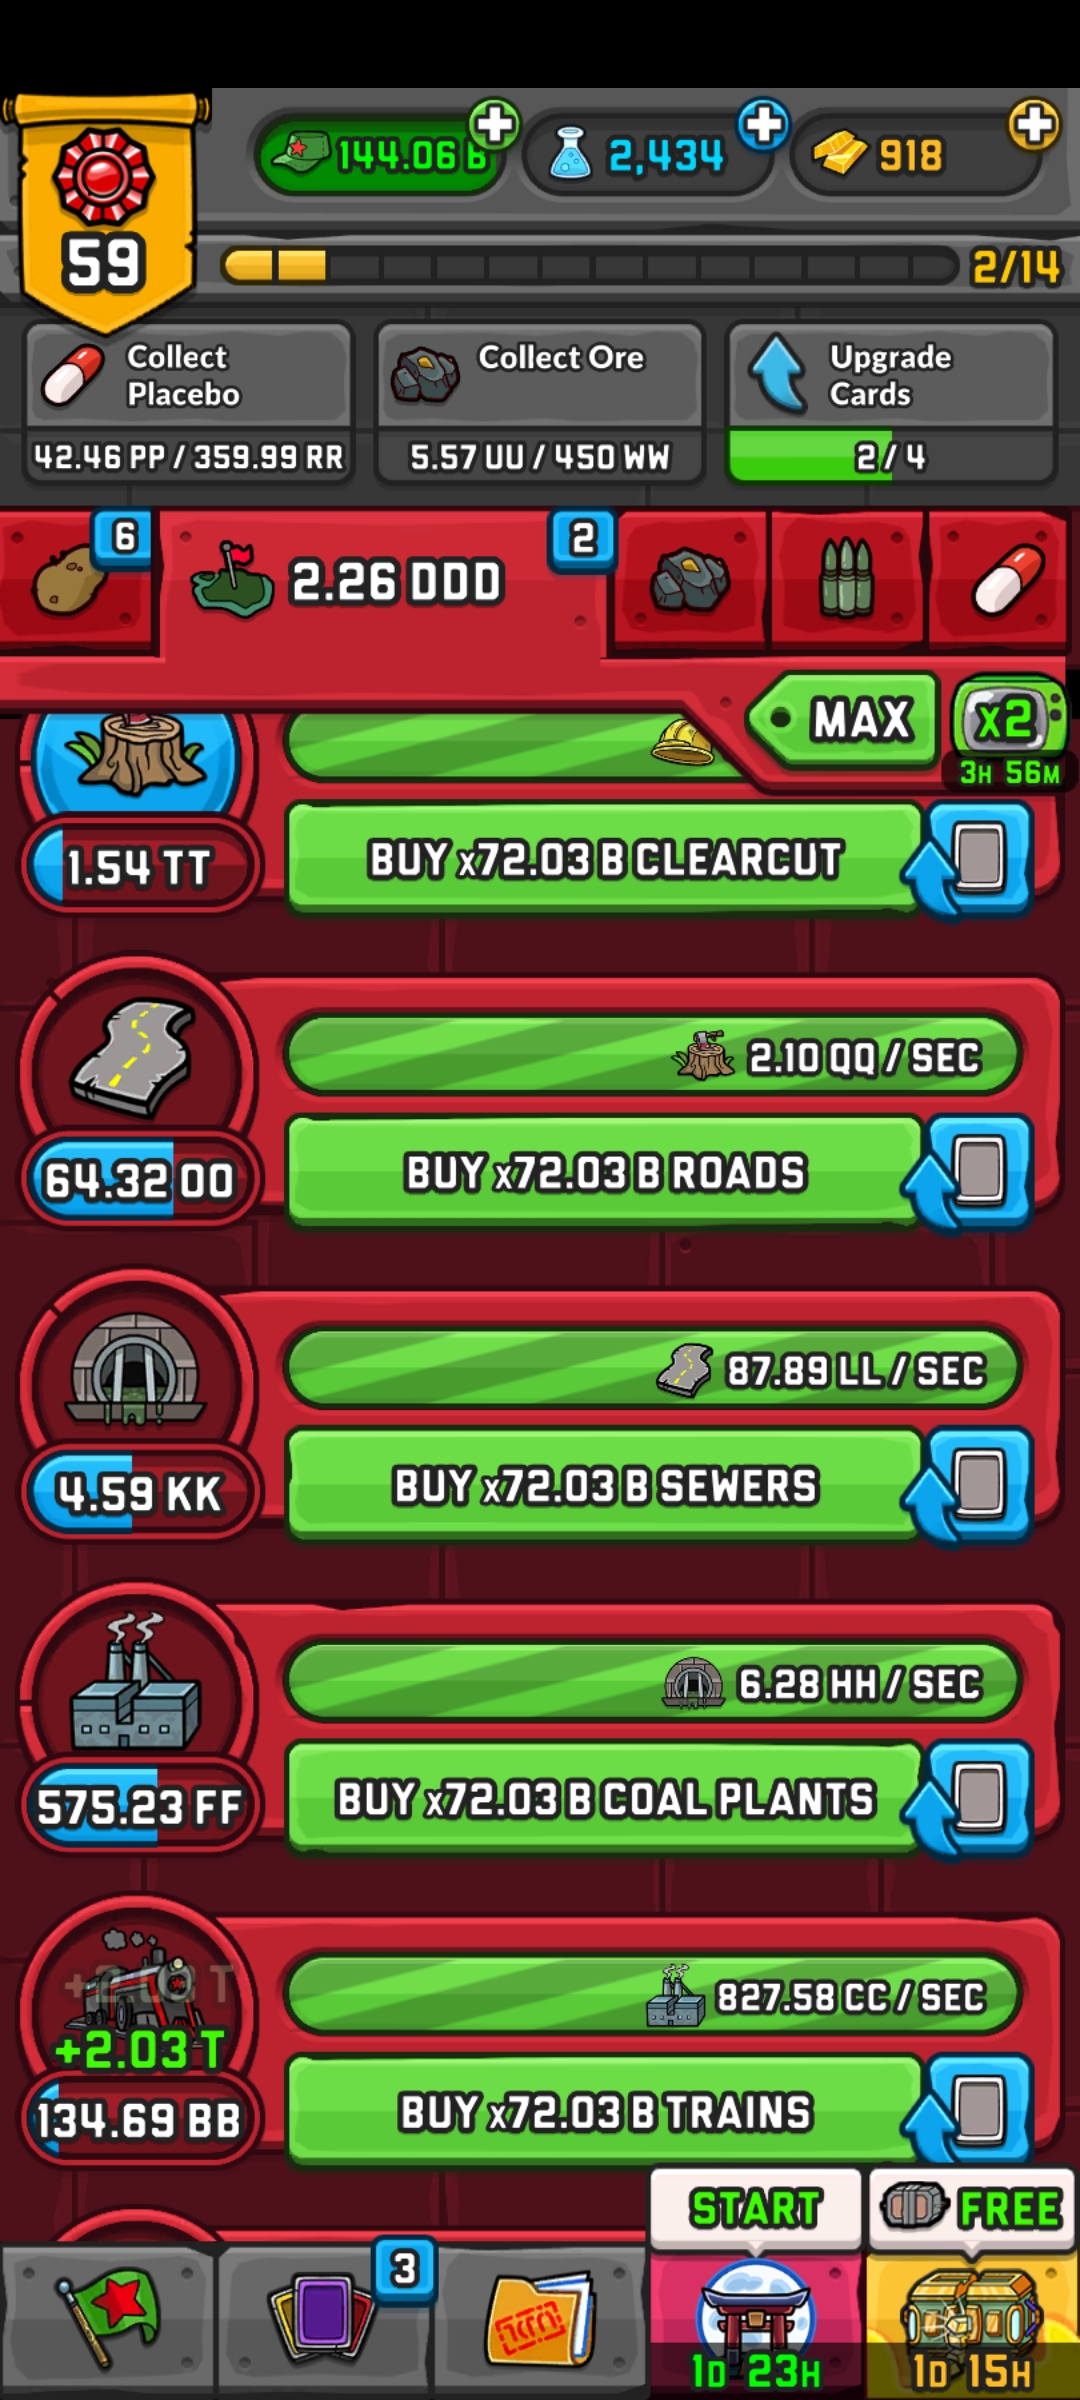 144.06 B
2,434
918
59
2/14
Collect
Placebo
42.46 PP / 359.99 RR
Collect Ore
5.57 UU / 450 WW
Upgrade
Cards
2/ 4
6
2.26 DDD
2
MAX
x2
3H 56M
1.54 TT
BUY x72.03 B CLEARCUT
2.10 QQ / SEC
64.32 OO
BUY x72.03 B ROADS
87.89 LL / SEC
4.59 KK
BUY x72.03 B SEWERS
6.28 HH / SEC
575.23 FF
BUY x72.03 B COAL PLANTS
827.58 CC / SEC
+2.03 T
134.69 BB
BUY x72.03 B TRAINS
START
FREE
3
1D 23H
1D 15H